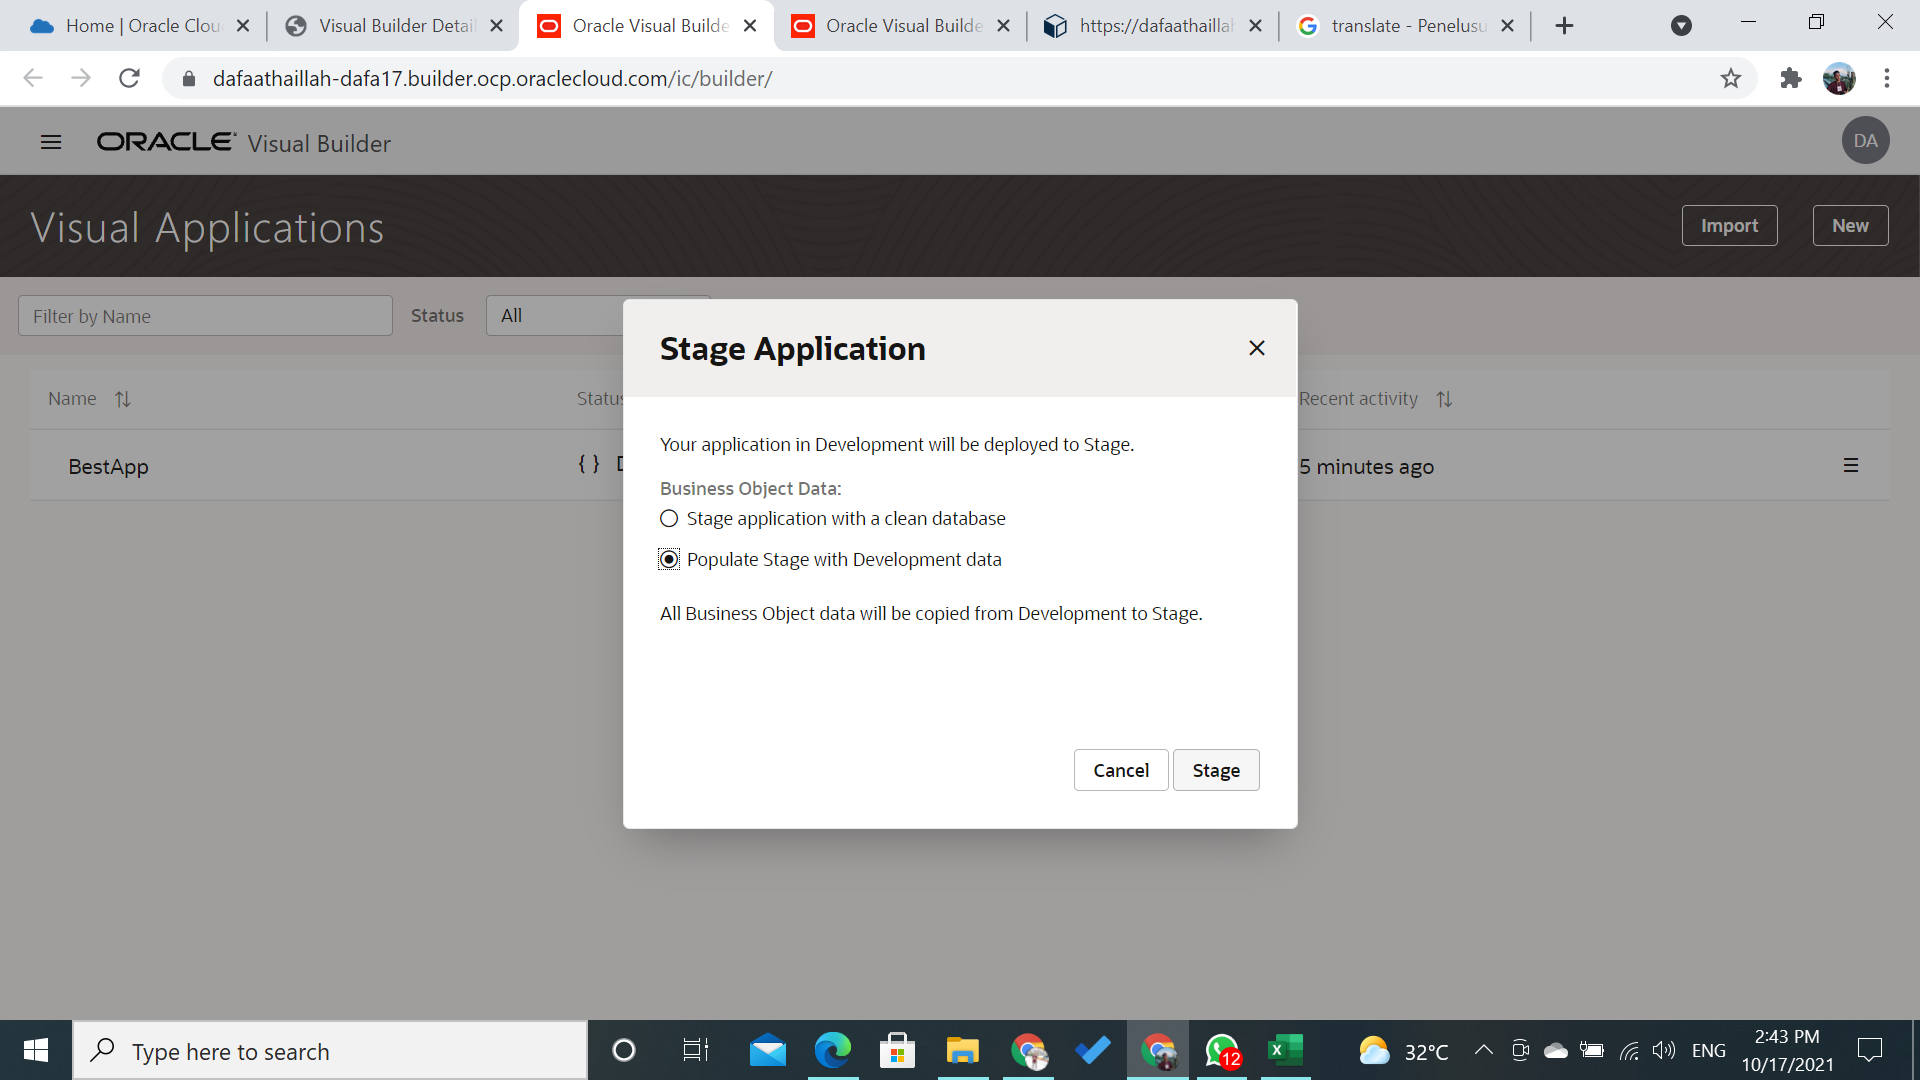 Home | Oracle Clou
Visual Builder Detail
Oracle Visual Builde
Oracle Visual Builde
https://dafaathaillah
translate - Penelusu
dafaathaillah-dafa17.builder.ocp.oraclecloud.com/ic/builder/
ORACLE Visual Builder
DA
Visual Applications
Import
New
Filter by Name
Status
All
Stage Application
Name
Status
Recent activity
BestApp
{ } D
5 minutes ago
Your application in Development will be deployed to Stage.
Business Object Data:
Stage application with a clean database
Populate Stage with Development data
All Business Object data will be copied from Development to Stage.
Cancel
Stage
Type here to search
12
32°C
ENG
2:43 PM
10/17/2021